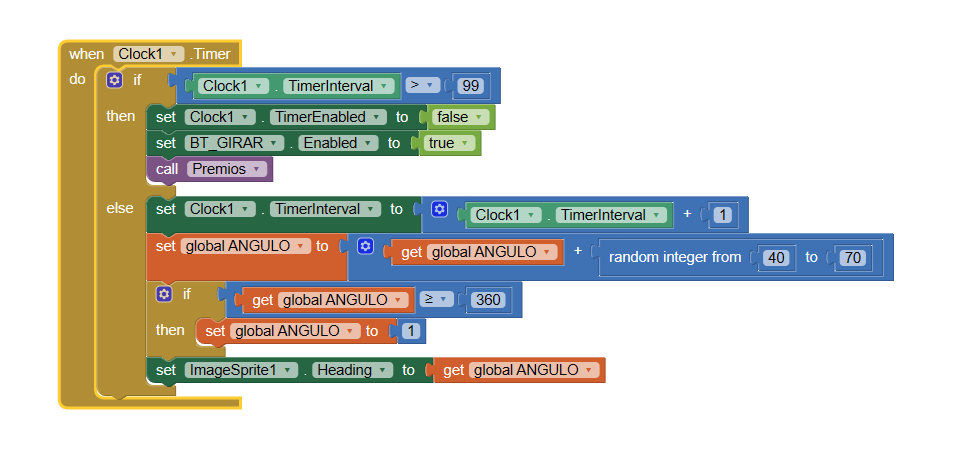 when Clock1 .Timer
do if Clock1 . TimerInterval > 99
then set Clock1 . TimerEnabled to false
set BT_GIRAR . Enabled to true
call Premios
else set Clock1 . TimerInterval to Clock1 . TimerInterval + 1
set global ANGULO to get global ANGULO + random integer from 40 to 70
if get global ANGULO ≥ 360
then set global ANGULO to 1
set ImageSprite1 . Heading to get global ANGULO